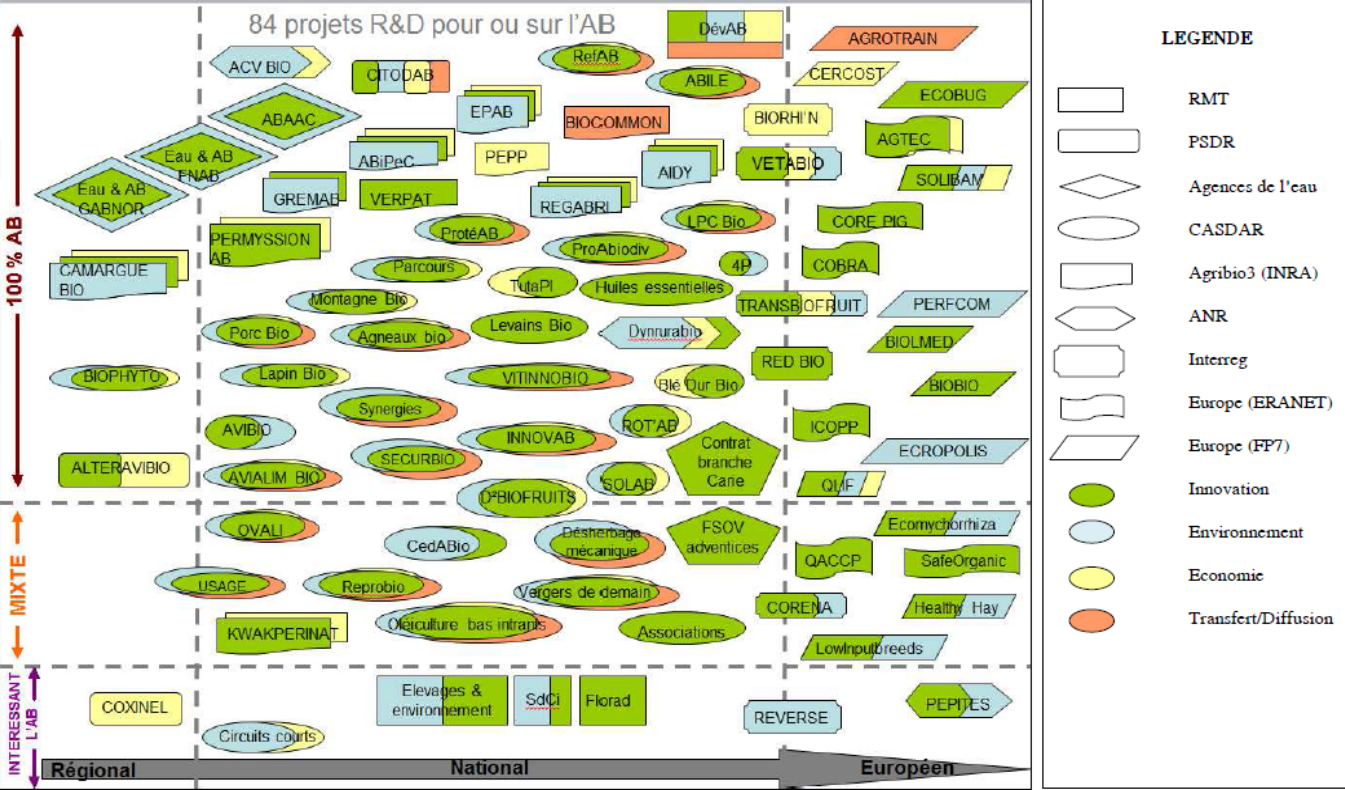 84 projets R&D pour ou sur l'AB
100 % AB
ACV BIO
CITODAB
RefAB
DévAB
AGROTRAIN
ABILE
CERCOST
ECOBUG
ABAAC
EPAB
BIOCOMMON
BIORHI'N
AGTEC
Eau & AB
FNAB
ABiPeC
PEPP
AIDY
VETABIO
SOLIBAM
Eau & AB
GABNOR
GREMAB
VERPAT
REGABRI
LPC Bio
CORE PIG
PERMYSSION
AB
ProtéAB
ProAbiodiv
COBRA
CAMARGUE
BIO
Parcours
TutaPI
Huiles essentielles
4P
Montagne Bio
TRANSBIOFRUIT
PERFCOM
Porc Bio
Agneaux bio
Levains Bio
Dynrurabio
BIOLMED
RED BIO
BIOPHYTO
Lapin Bio
VITINNOBIO
Blé Dur Bio
BIOBIO
Synergies
AVIBIO
INNOVAB
ROT'AB
ICOPP
Contrat
branche
Carie
ECROPOLIS
ALTERAVIBIO
SECURBIO
AVIALIM BIO
D²BIOFRUITS
SOLAB
QLIF
MIXTE
OVALI
CedABio
Désherbage
mécanique
FSOV
adventices
Ecomychorrhiza
QACCP
SafeOrganic
USAGE
Reprobio
Vergers de demain
CORENA
Healthy Hay
KWAKPERINAT
Oléiculture bas intrants
Associations
LowInputbreeds
INTERESSANT
L'AB
COXINEL
Elevages &
environnement
SdCi
Florad
REVERSE
PEPITES
Circuits courts
Régional
National
Européen
LEGENDE
RMT
PSDR
Agences de l'eau
CASDAR
Agribio3 (INRA)
ANR
Interreg
Europe (ERANET)
Europe (FP7)
Innovation
Environnement
Economie
Transfert/Diffusion